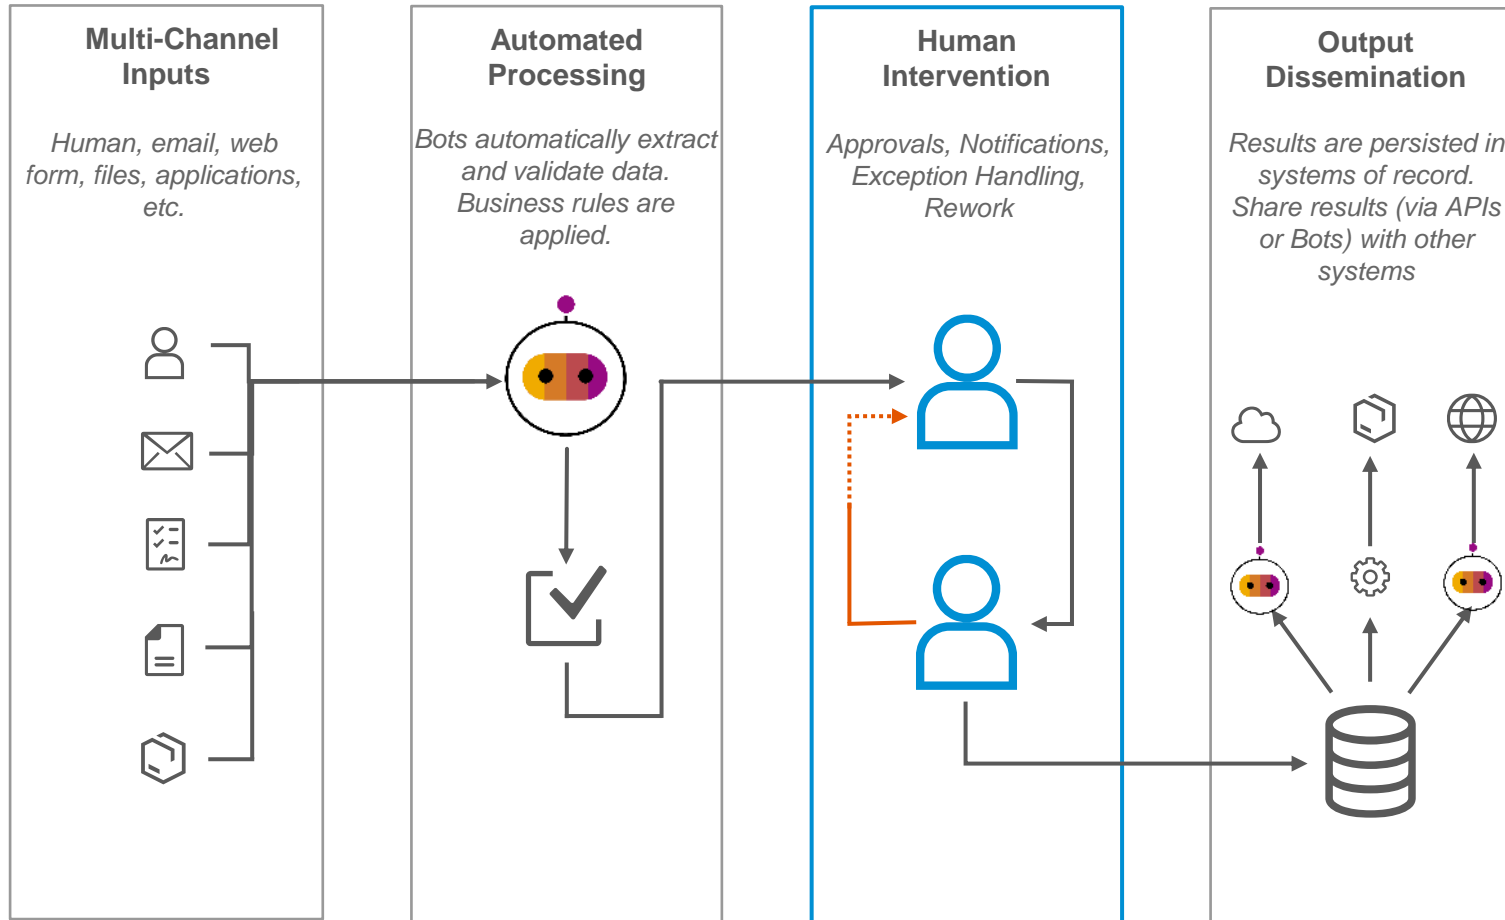 Multi-Channel
Inputs
Human, email, web
form, files, applications,
etc.
Automated
Processing
Bots automatically extract
and validate data.
Business rules are
applied.
Human
Intervention
Approvals, Notifications,
Exception Handling,
Rework
Output
Dissemination
Results are persisted in
systems of record.
Share results (via APIs
or Bots) with other
systems